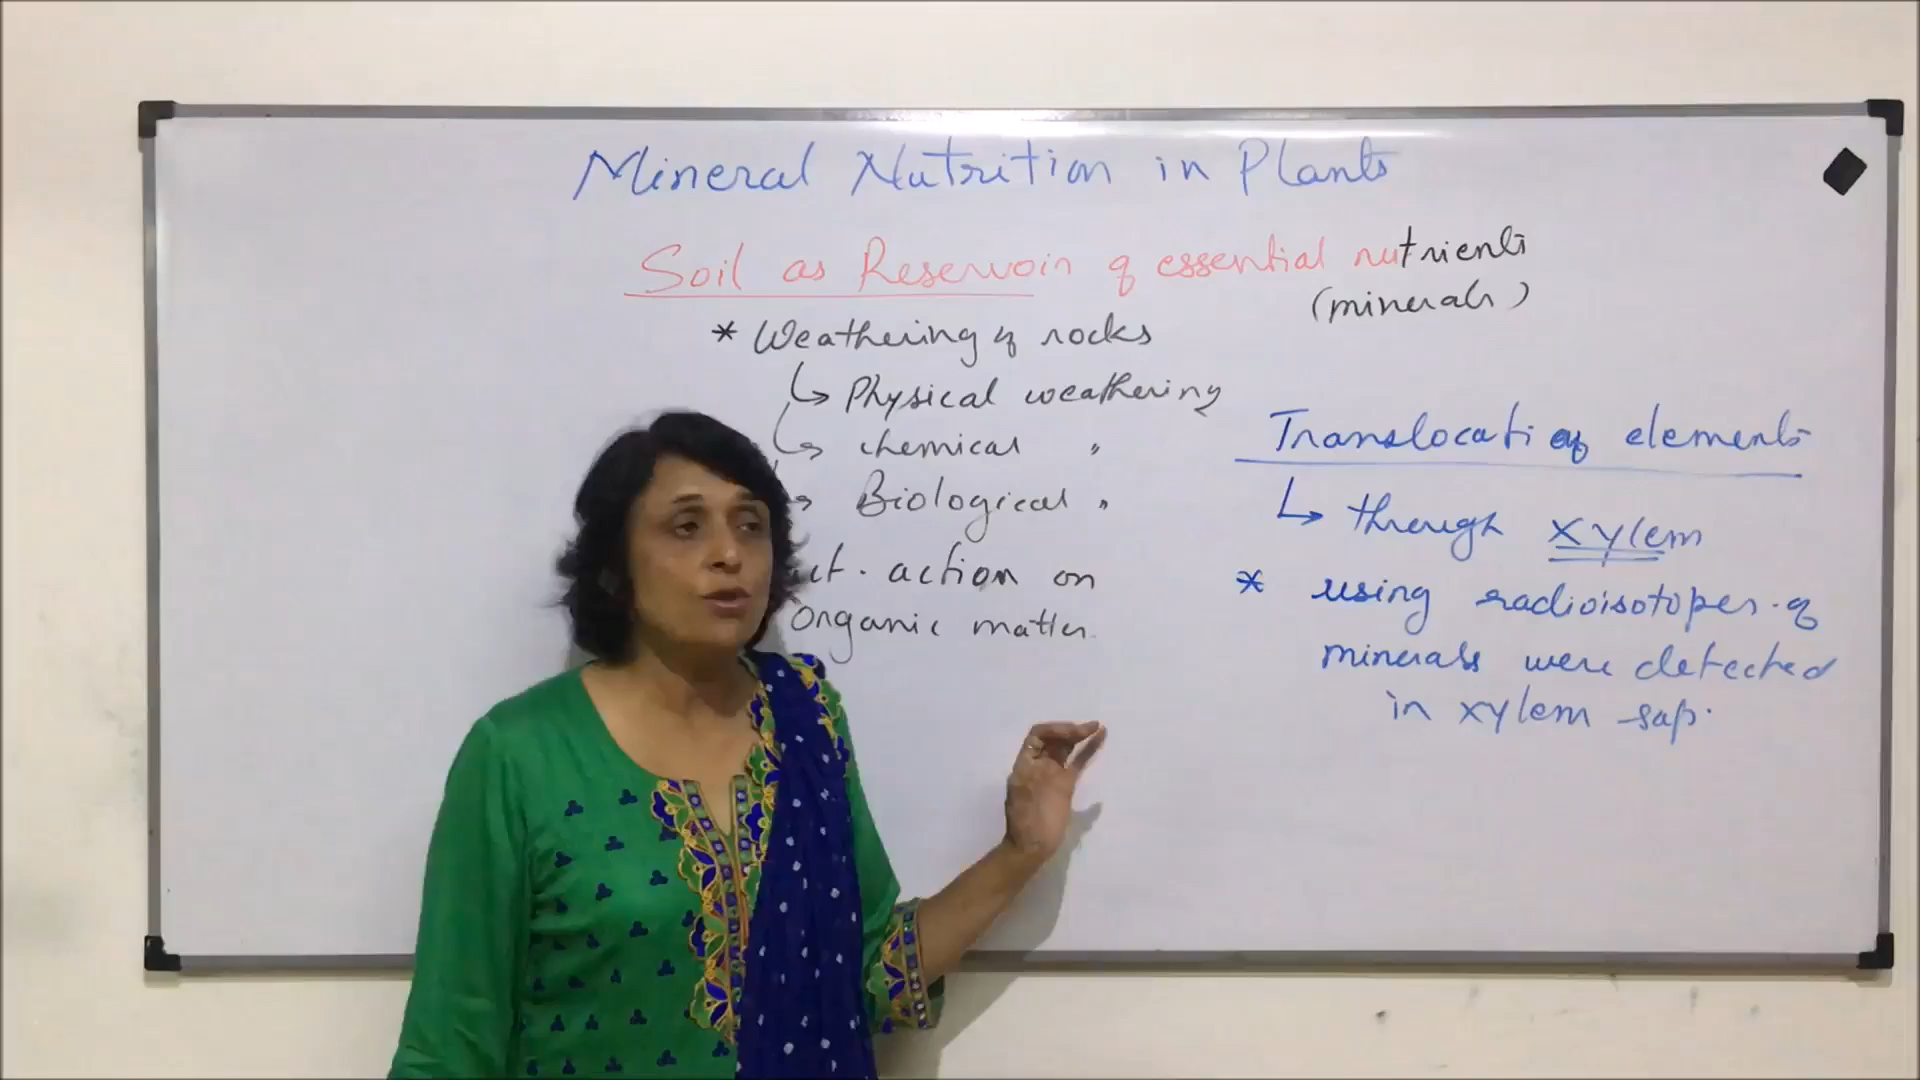 Mineral Nutrition in Plants
Soil as Reservoir of essential nutrients
(minerals)
* Weathering of rocks
↳ Physical weathering
↳ chemical "
→ Biological "
action on
organic matter.
Translocati of elements
↳ through xylem
* using radioisotopes. of
minerals were detected
in xylem sap.